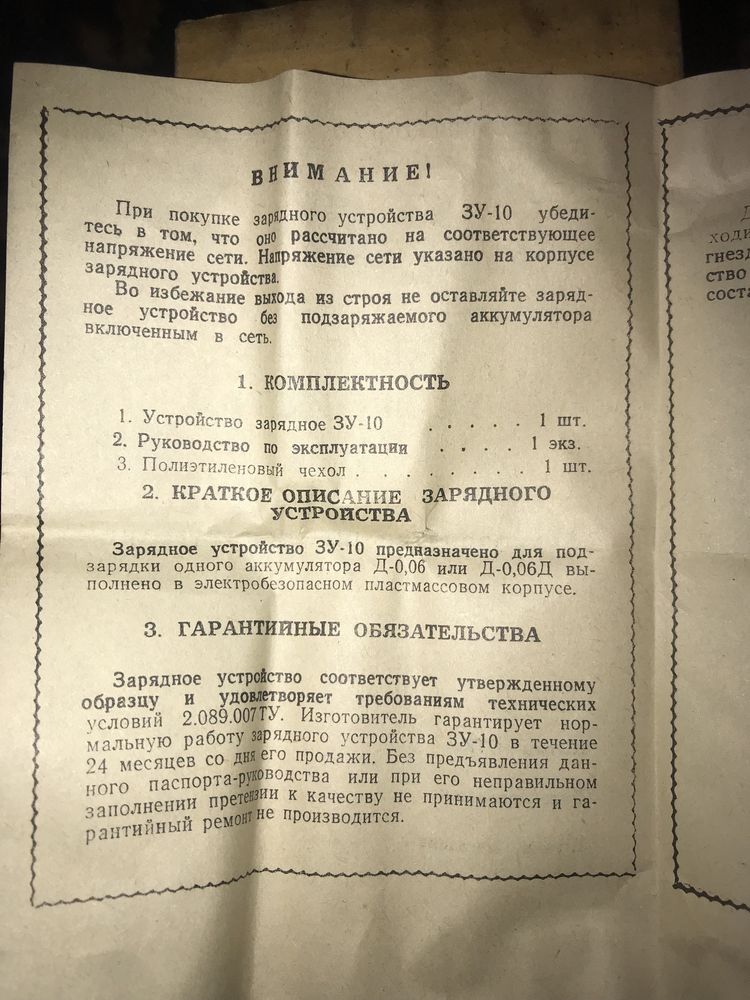 ВНИМАНИЕ!
При покупке зарядного устройства ЗУ-10 убеди-
тесь в том, что оно рассчитано на соответствующее
напряжение сети. Напряжение сети указано на корпусе
зарядного устройства.
Во избежание выхода из строя не оставляйте заряд-
ное устройство без подзаряжаемого аккумулятора
включенным в сеть.
1. КОМПЛЕКТНОСТЬ
1. Устройство зарядное ЗУ-10 . . . . . 1 шт.
2. Руководство по эксплуатации . . . . 1 экз.
3. Полиэтиленовый чехол . . . . . . . . 1 шт.
2. КРАТКОЕ ОПИСАНИЕ ЗАРЯДНОГО
УСТРОЙСТВА
Зарядное устройство ЗУ-10 предназначено для под-
зарядки одного аккумулятора Д-0,06 или Д-0,06Д вы-
полнено в электробезопасном пластмассовом корпусе.
3. ГАРАНТИЙНЫЕ ОБЯЗАТЕЛЬСТВА
Зарядное устройство соответствует утвержденному
образцу и удовлетворяет требованиям технических
условий 2.089.007ТУ. Изготовитель гарантирует нор-
мальную работу зарядного устройства ЗУ-10 в течение
24 месяцев со дня его продажи. Без предъявления дан-
ного паспорта-руководства или при его неправильном
заполнении претензии к качеству не принимаются и га-
рантийный ремонт не производится.
ходи
гнезд
ство
соста